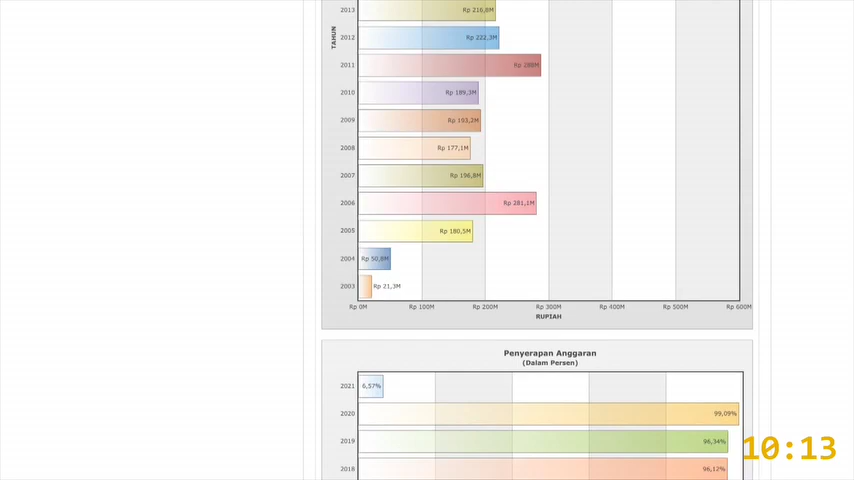 2013 Rp 216,8M
TAHUN
2012 Rp 222,3M
2011 Rp 288M
2010 Rp 189,3M
2009 Rp 193,2M
2008 Rp 177,1M
2007 Rp 196,8M
2006 Rp 281,1M
2005 Rp 180,5M
2004 Rp 50,8M
2003 Rp 21,3M
Rp 0M Rp 100M Rp 200M Rp 300M Rp 400M Rp 500M Rp 600M
RUPIAH
Penyerapan Anggaran
(Dalam Persen)
2021 6,57%
2020 99,09%
2019 96,34%
2018 96,12%
10:13